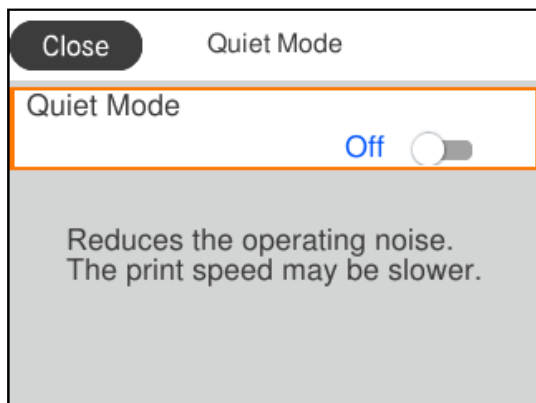 Close
Quiet Mode
Quiet Mode
Off
Reduces the operating noise.
The print speed may be slower.